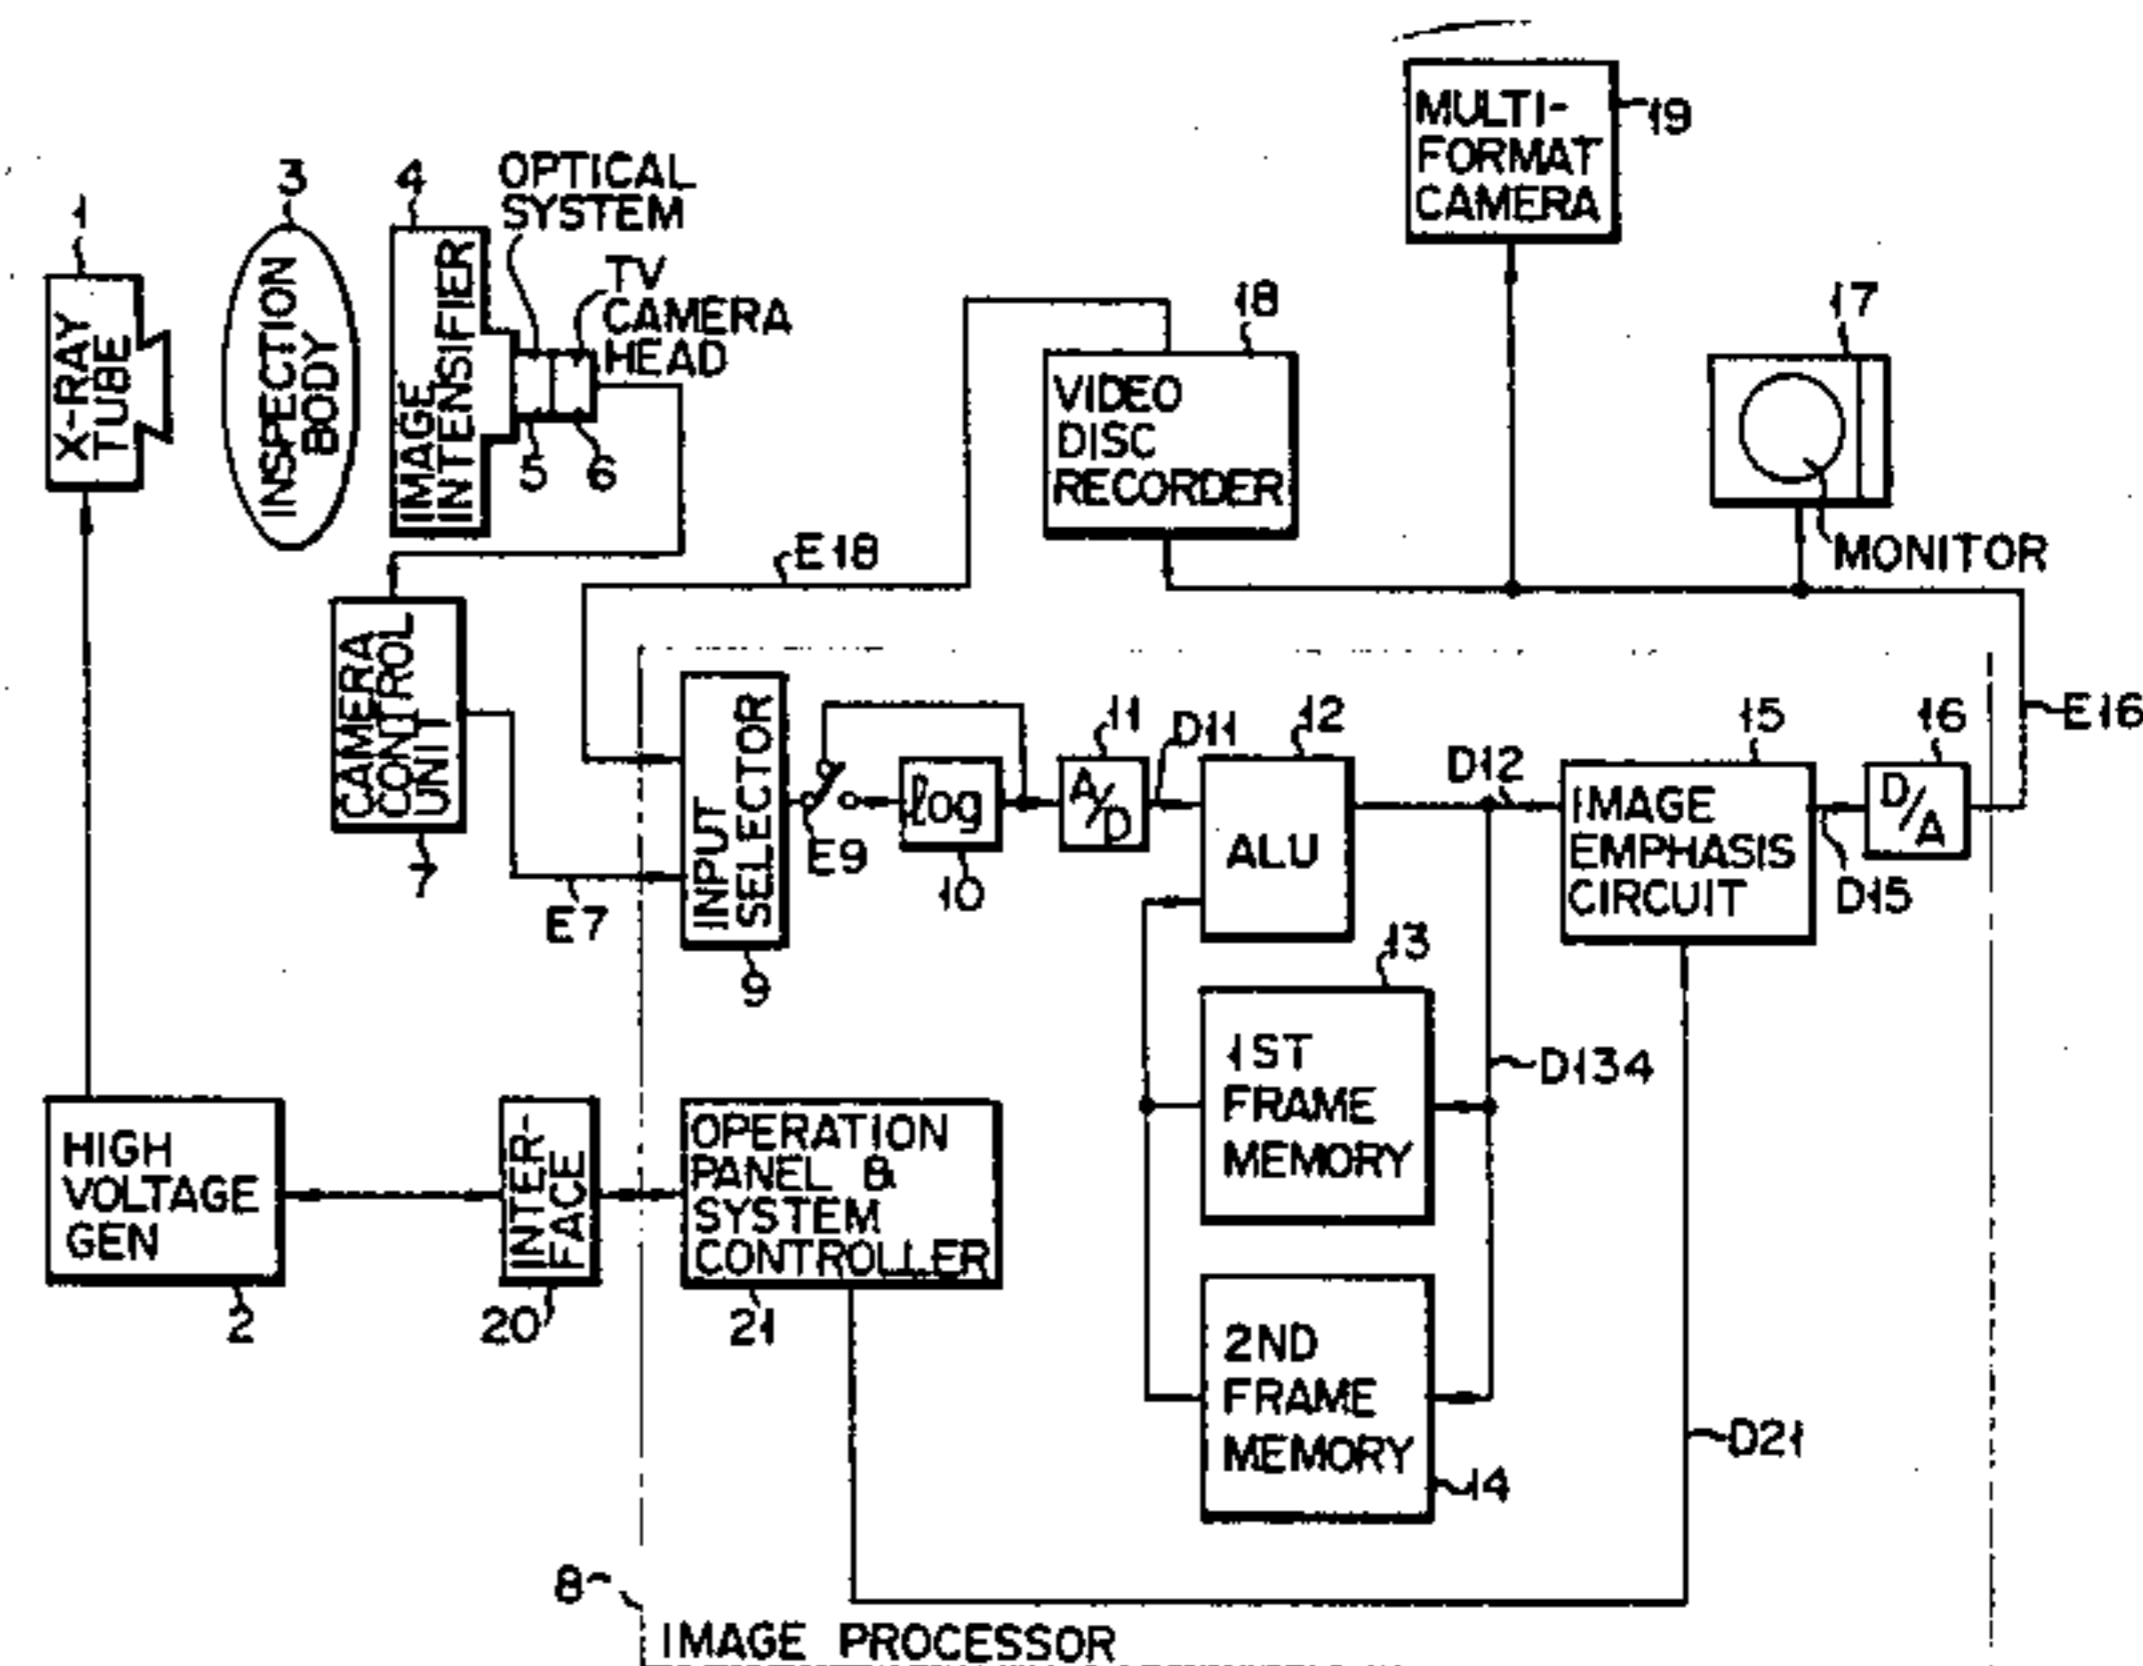 MULTI-
FORMAT
CAMERA
19
OPTICAL
SYSTEM
3
4
1
TV
CAMERA
HEAD
18
17
X-RAY
TUBE
INSPECTION
BODY
IMAGE
INTENSIFIER
VIDEO
DISC
RECORDER
5
6
E18
MONITOR
CAMERA
CONTROL
UNIT
7
E7
INPUT
SELECTOR
9
E9
log
10
A/D
11
D11
12
ALU
D12
15
IMAGE
EMPHASIS
CIRCUIT
16
D/A
E16
D15
13
1ST
FRAME
MEMORY
D134
HIGH
VOLTAGE
GEN
2
INTER-
FACE
20
OPERATION
PANEL &
SYSTEM
CONTROLLER
21
2ND
FRAME
MEMORY
14
D21
8
IMAGE PROCESSOR